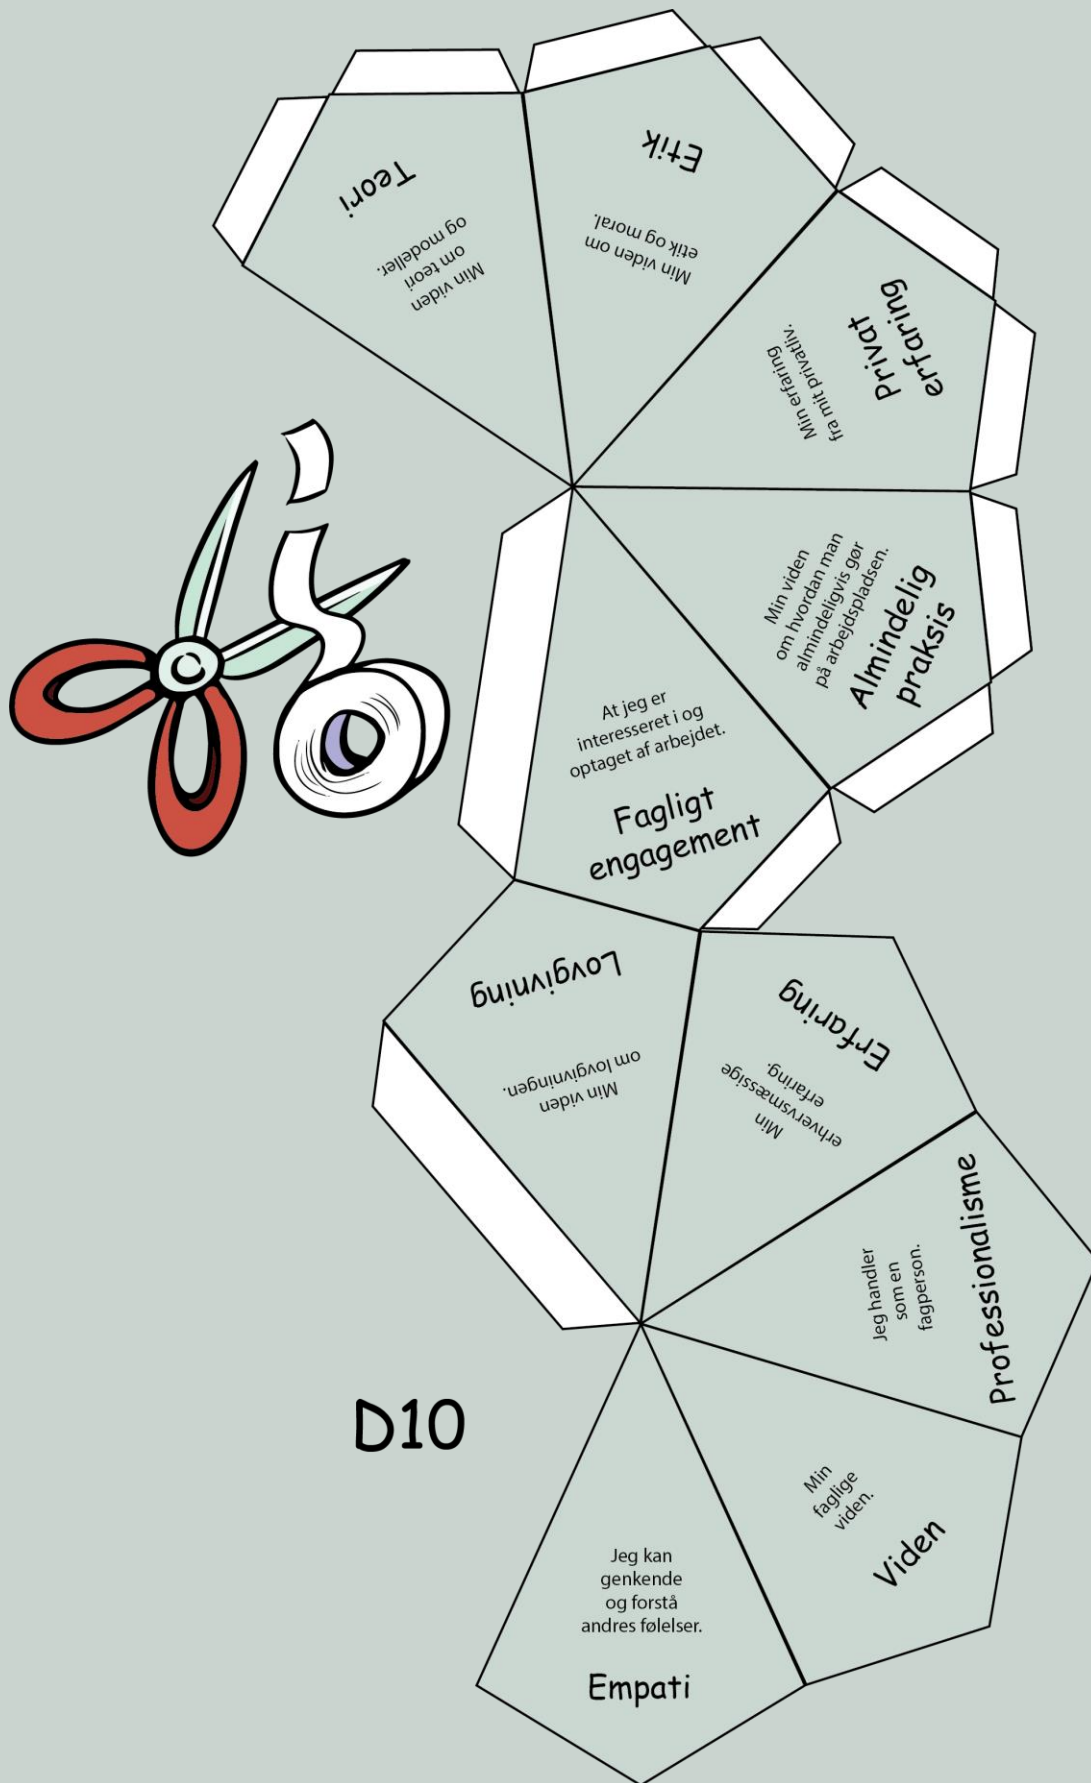 Teori
Min viden
om teori
og modeller.
Etik
Min viden om
etik og moral.
Privat
erfaring
Min erfaring
fra mit privatliv.
Min viden
om hvordan man
almindeligvis gør
på arbejdspladsen.
Almindelig
praksis
At jeg er
interesseret i og
optaget af arbejdet.
Fagligt
engagement
Lovgivning
Min viden
om lovgivningen.
Erfaring
Min
erhvervsmæssige
erfaring.
Jeg handler
som en
fagperson.
Professionalisme
Min
faglige
viden.
Viden
D10
Jeg kan
genkende
og forstå
andres følelser.
Empati